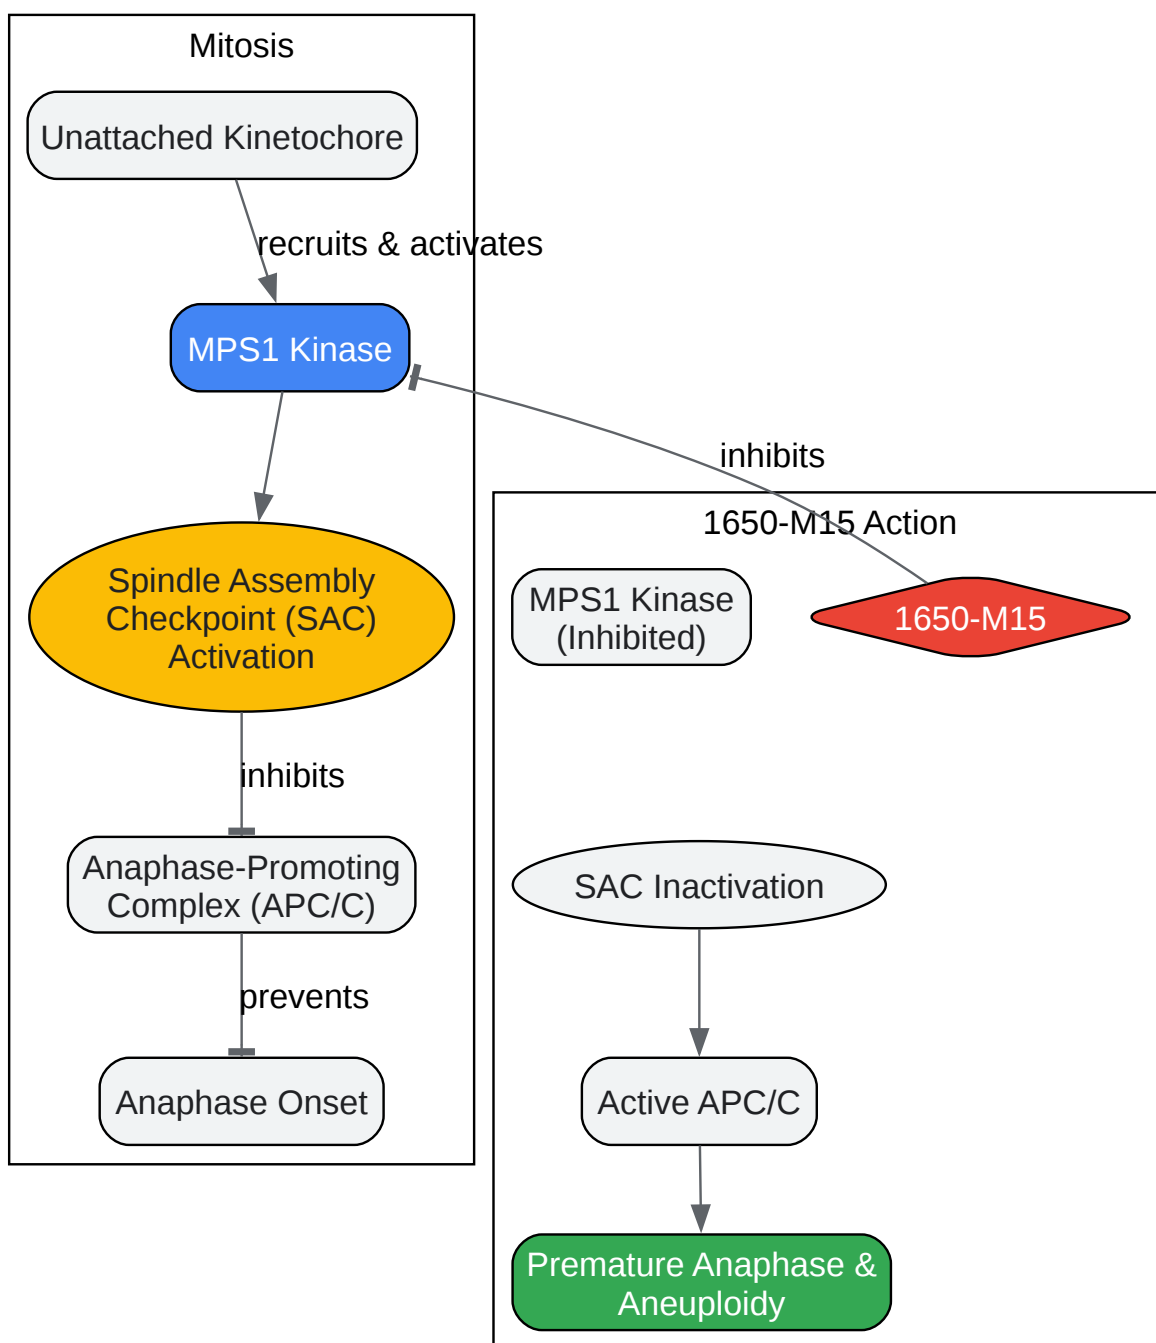 Mitosis
Unattached Kinetochore
recruits & activates
MPS1 Kinase
inhibits
1650-M15 Action
Spindle Assembly
Checkpoint (SAC)
Activation
MPS1 Kinase
(Inhibited)
1650-M15
inhibits
Anaphase-Promoting
Complex (APC/C)
SAC Inactivation
prevents
Anaphase Onset
Active APC/C
Premature Anaphase &
Aneuploidy